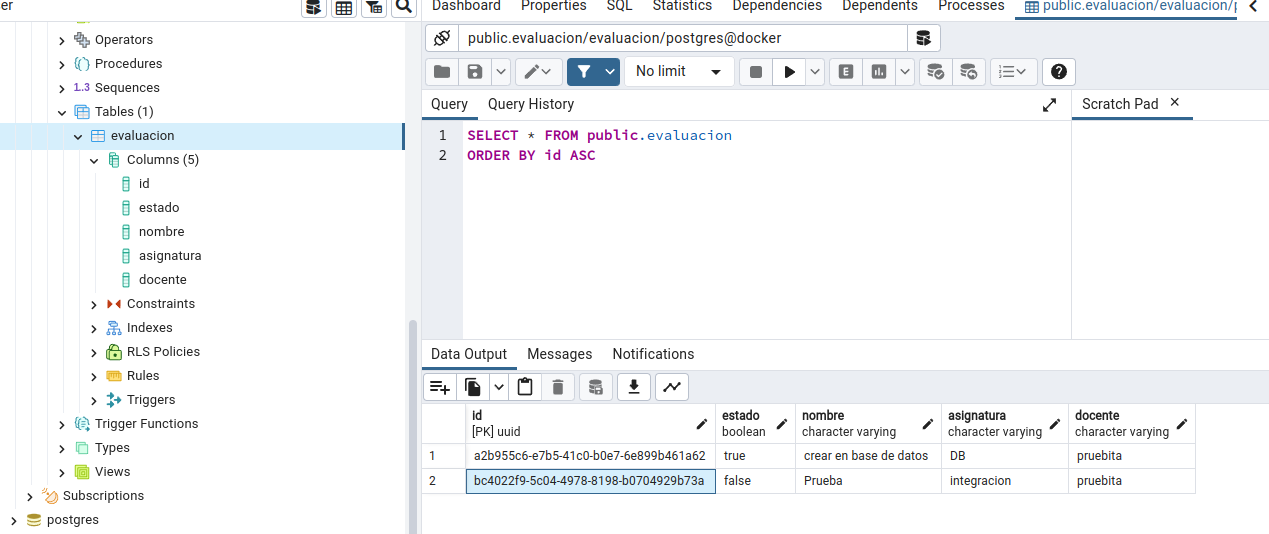 er
Dashboard Properties SQL Statistics Dependencies Dependents Processes public.evaluacion/evaluacion/p
Operators
Procedures
1..3 Sequences
Tables (1)
evaluacion
Columns (5)
id
estado
nombre
asignatura
docente
Constraints
Indexes
RLS Policies
Rules
Triggers
Trigger Functions
Types
Views
Subscriptions
postgres
public.evaluacion/evaluacion/postgres@docker
No limit
E
Query Query History
Scratch Pad
1 SELECT * FROM public.evaluacion
2 ORDER BY id ASC
Data Output Messages Notifications
id estado nombre asignatura docente
[PK] uuid boolean character varying character varying character varying
1 a2b955c6-e7b5-41c0-b0e7-6e899b461a62 true crear en base de datos DB pruebita
2 bc4022f9-5c04-4978-8198-b0704929b73a false Prueba integracion pruebita